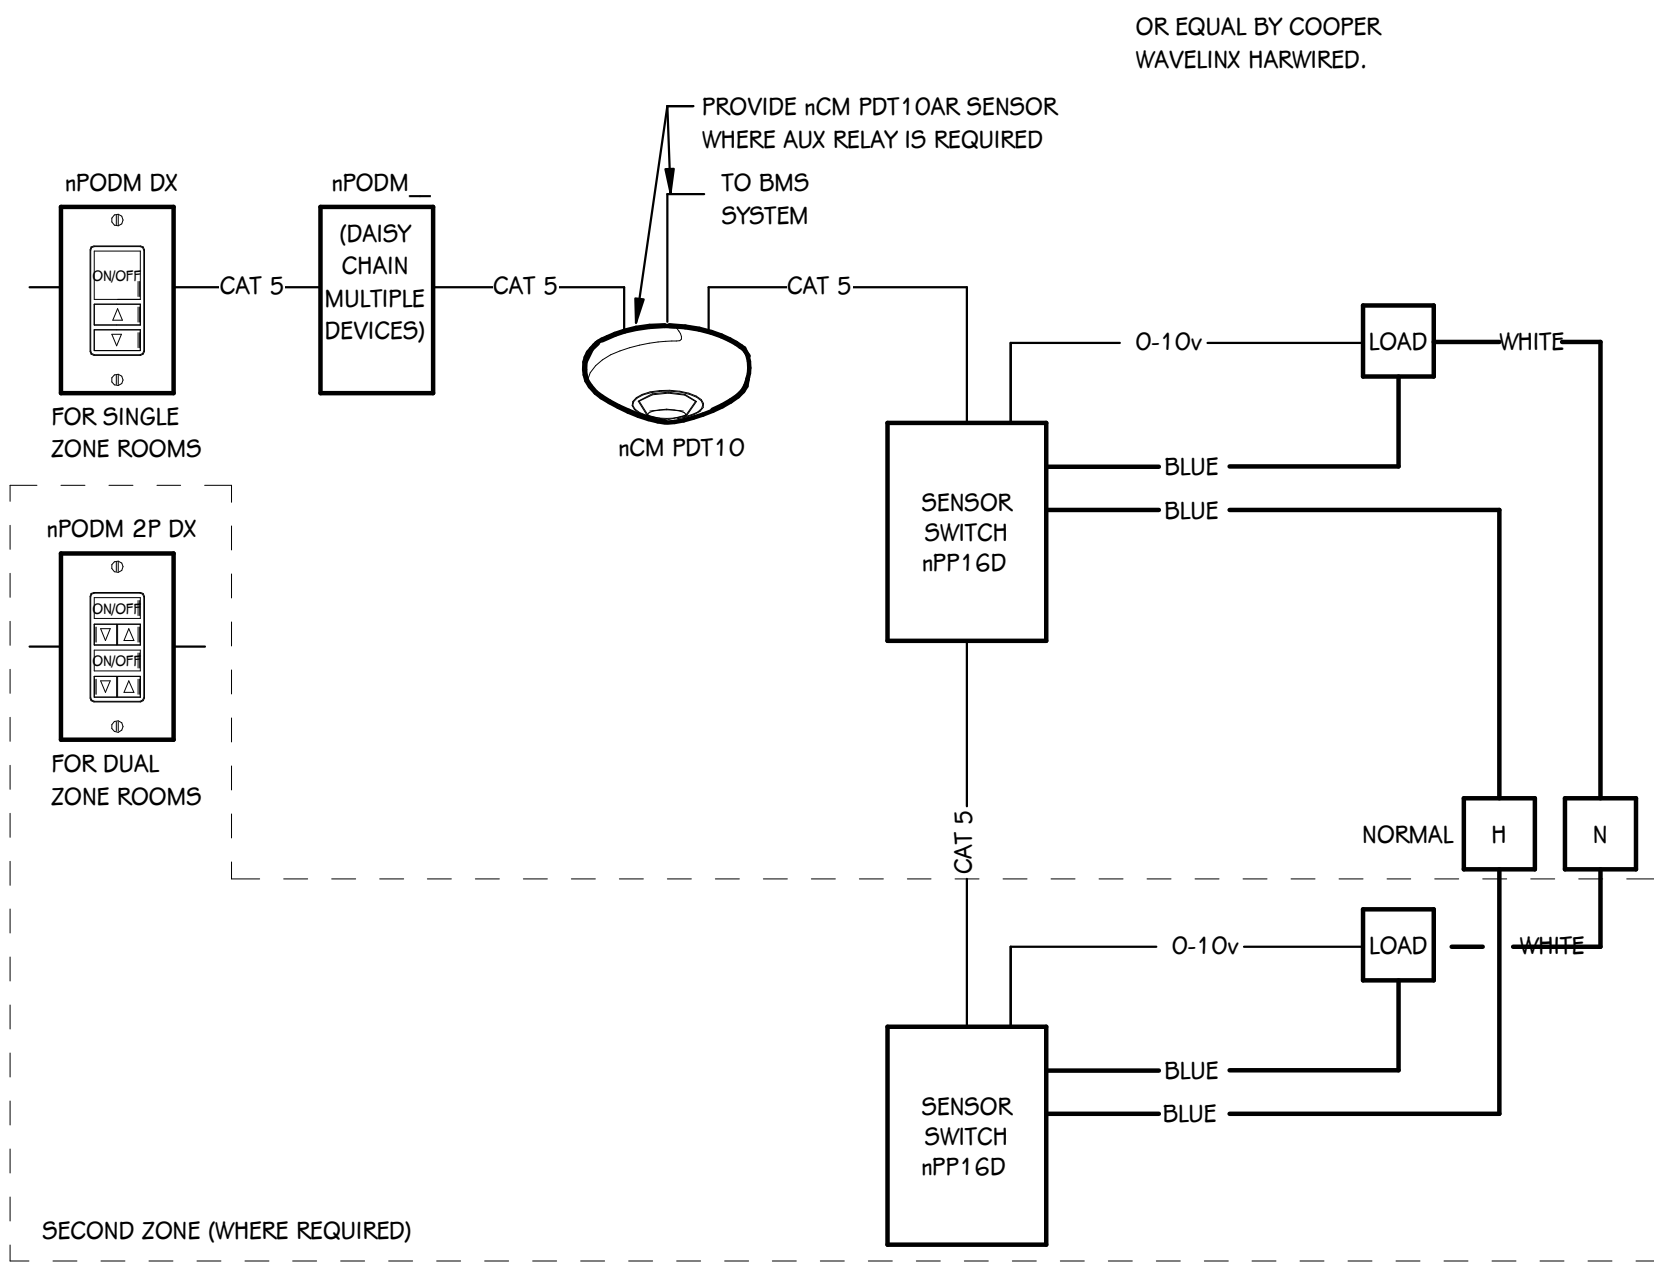 OR EQUAL BY COOPER
WAVELINX HARWIRED.
PROVIDE nCM PDT10AR SENSOR
WHERE AUX RELAY IS REQUIRED
TO BMS
SYSTEM
nPODM DX
ON/OFF
FOR SINGLE
ZONE ROOMS
CAT 5
nPODM__
(DAISY
CHAIN
MULTIPLE
DEVICES)
CAT 5
nCM PDT10
CAT 5
0-10v
LOAD
WHITE
BLUE
BLUE
SENSOR
SWITCH
nPP16D
nPODM 2P DX
ON/OFF
ON/OFF
FOR DUAL
ZONE ROOMS
CAT 5
NORMAL
H
N
0-10v
LOAD
WHITE
BLUE
BLUE
SENSOR
SWITCH
nPP16D
SECOND ZONE (WHERE REQUIRED)